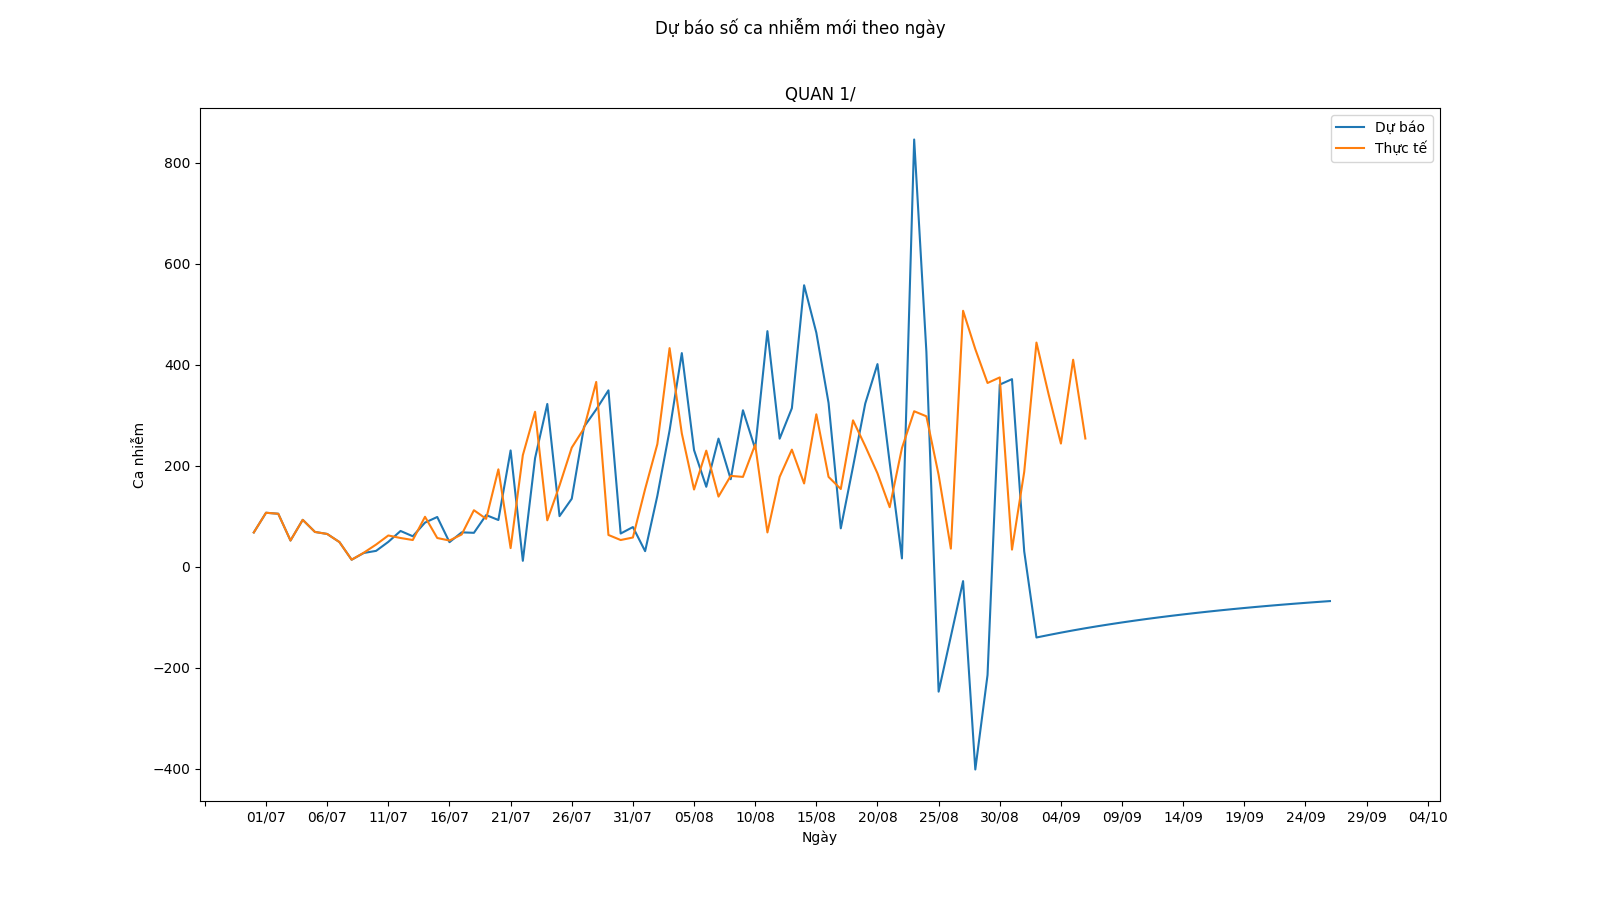 Dự báo số ca nhiễm mới theo ngày
QUAN 1/
Dự báo
Thực tế
800
600
400
200
0
−200
−400
Ca nhiễm
01/07 06/07 11/07 16/07 21/07 26/07 31/07 05/08 10/08 15/08 20/08 25/08 30/08 04/09 09/09 14/09 19/09 24/09 29/09 04/10
Ngày